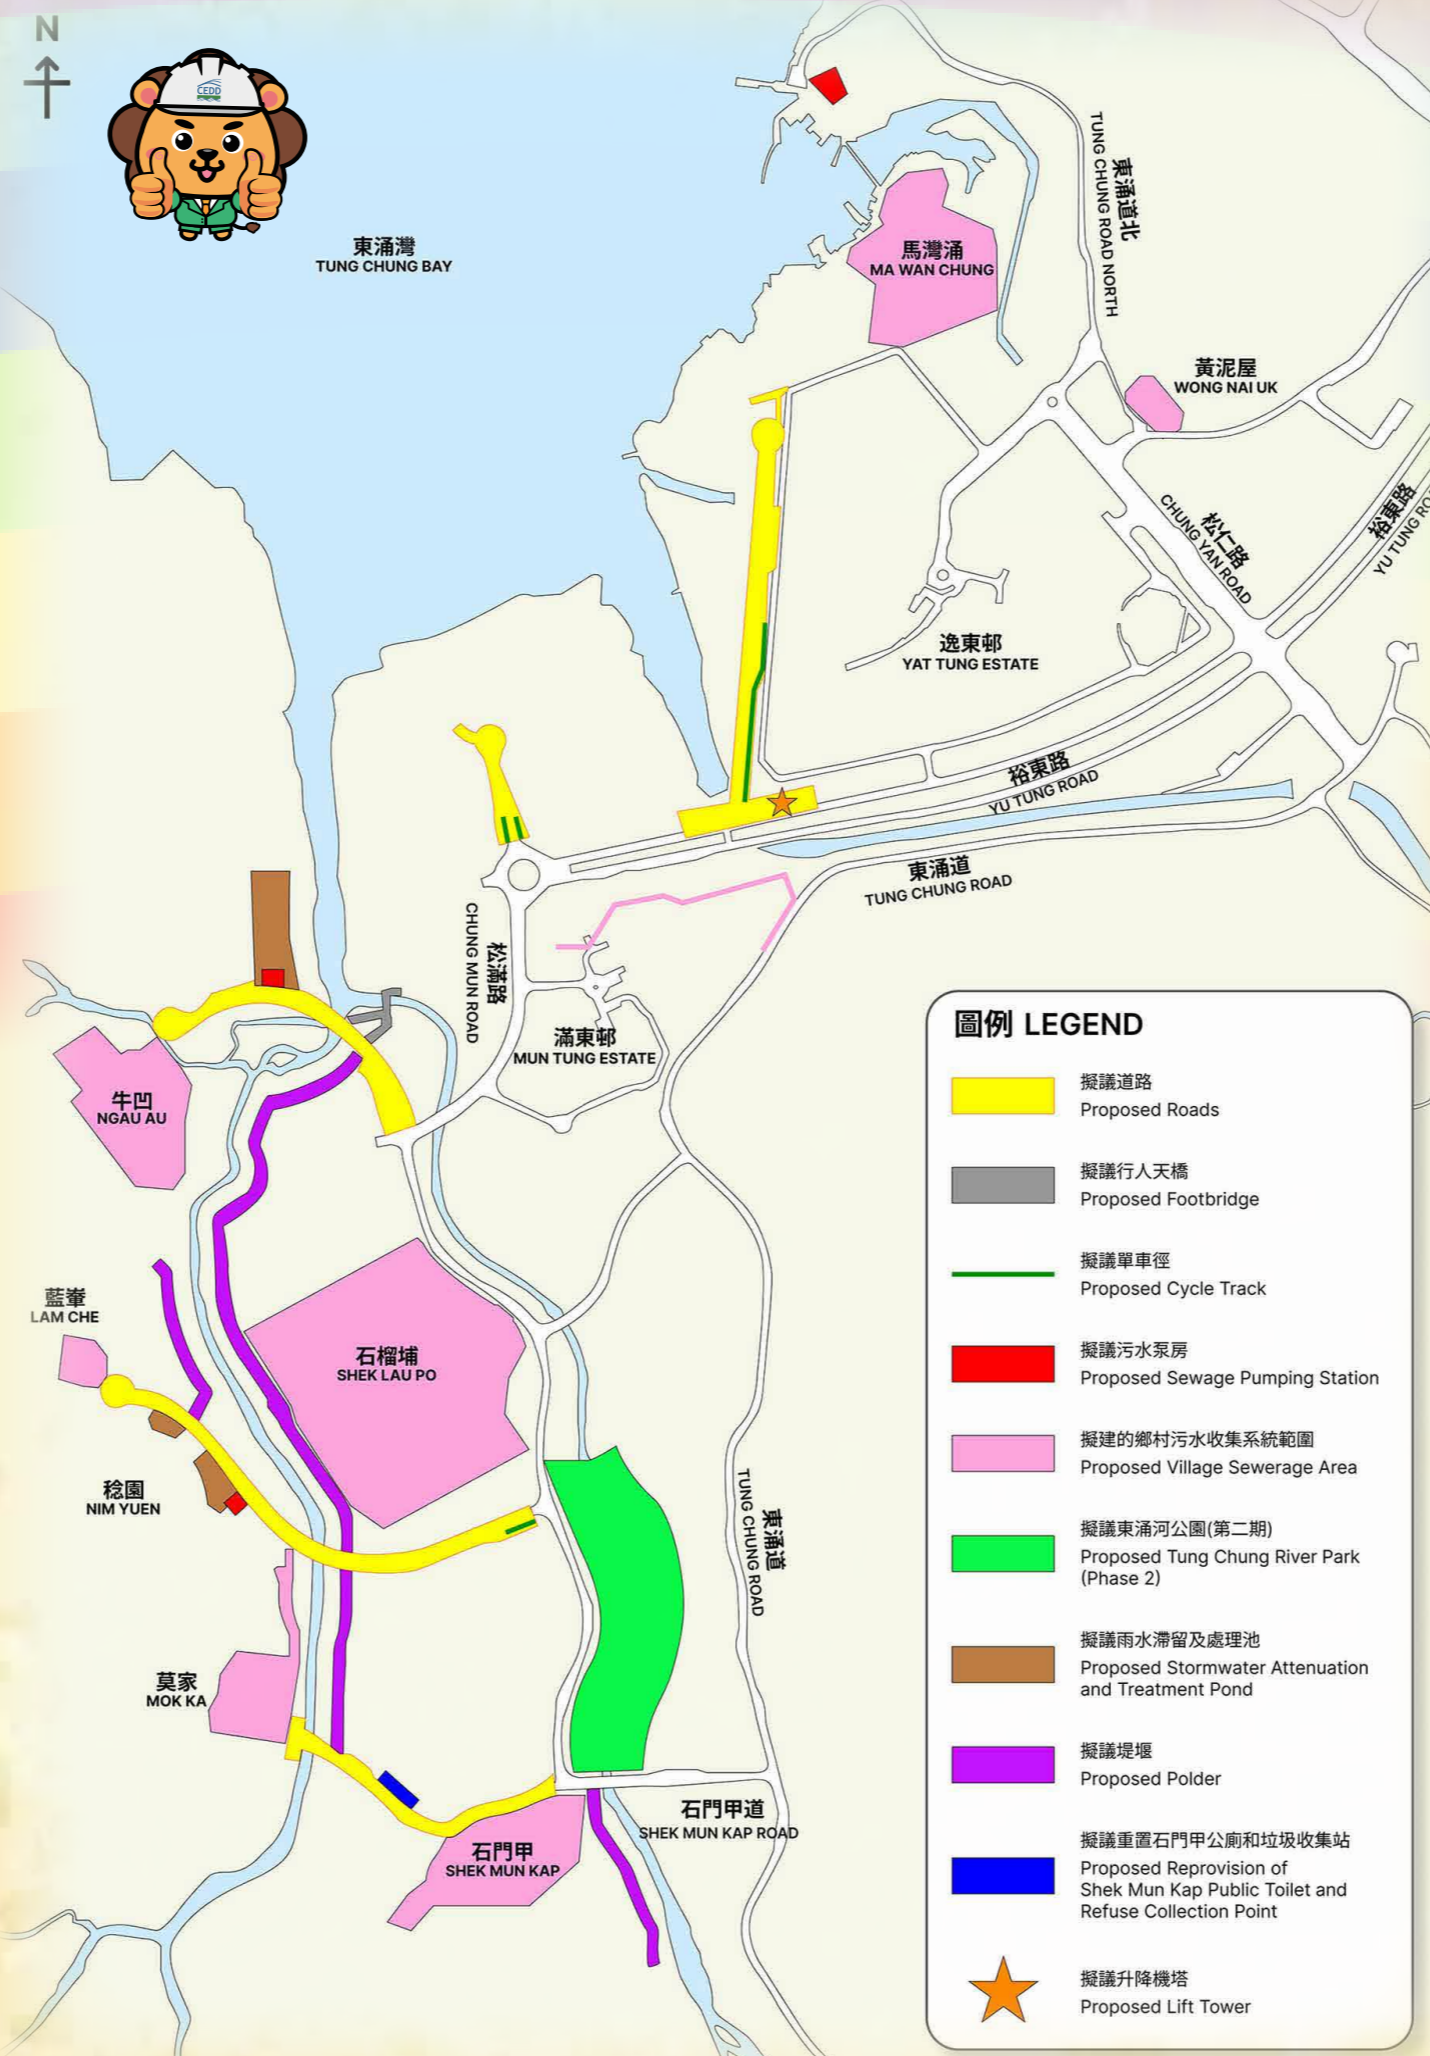 N
CEDD
東涌灣
TUNG CHUNG BAY
馬灣涌
MA WAN CHUNG
東涌道北
TUNG CHUNG ROAD NORTH
黃泥屋
WONG NAI UK
松仁路
CHUNG YAN ROAD
裕東路
YU TUNG RO
逸東邨
YAT TUNG ESTATE
裕東路
YU TUNG ROAD
東涌道
TUNG CHUNG ROAD
松滿路
CHUNG MUN ROAD
滿東邨
MUN TUNG ESTATE
牛凹
NGAU AU
藍輋
LAM CHE
石榴埔
SHEK LAU PO
稔園
NIM YUEN
東涌道
TUNG CHUNG ROAD
莫家
MOK KA
石門甲道
SHEK MUN KAP ROAD
石門甲
SHEK MUN KAP
圖例 LEGEND
擬議道路
Proposed Roads
擬議行人天橋
Proposed Footbridge
擬議單車徑
Proposed Cycle Track
擬議污水泵房
Proposed Sewage Pumping Station
擬建的鄉村污水收集系統範圍
Proposed Village Sewerage Area
擬議東涌河公園(第二期)
Proposed Tung Chung River Park
(Phase 2)
擬議雨水滯留及處理池
Proposed Stormwater Attenuation
and Treatment Pond
擬議堤堰
Proposed Polder
擬議重置石門甲公廁和垃圾收集站
Proposed Reprovision of
Shek Mun Kap Public Toilet and
Refuse Collection Point
擬議升降機塔
Proposed Lift Tower